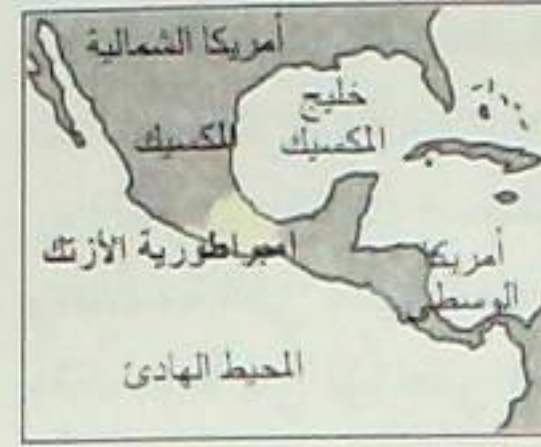 أمريكا الشمالية
خليج
المكسيك
المكسيك
امبراطورية الأزتك
أمريكا
الوسطى
المحيط الهادئ